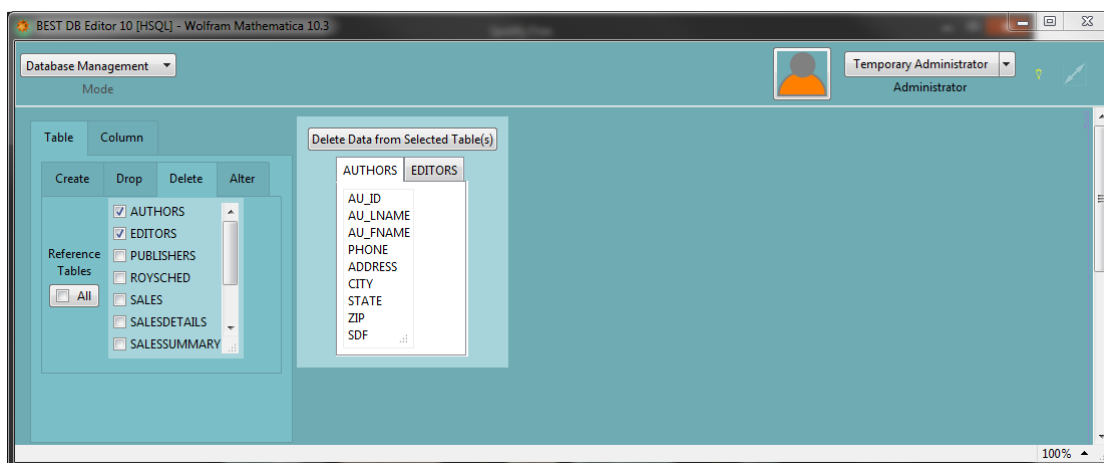 BEST DB Editor 10 [HSQL] - Wolfram Mathematica 10.3
Database Management
Mode
Temporary Administrator
Administrator
Table Column
Create Drop Delete Alter
Reference Tables
All
AUTHORS
EDITORS
PUBLISHERS
ROYSCHED
SALES
SALESDETAILS
SALESSUMMARY
Delete Data from Selected Table(s)
AUTHORS EDITORS
AU_ID
AU_LNAME
AU_FNAME
PHONE
ADDRESS
CITY
STATE
ZIP
SDF
100%